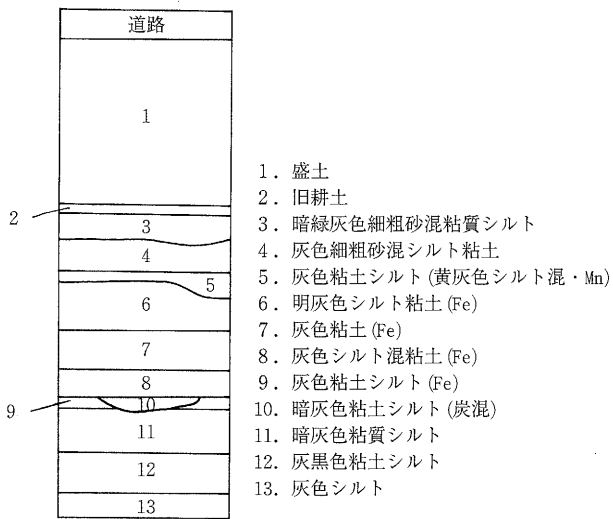 道路
1
2
3
4
5
6
7
8
9
10
11
12
13
1. 盛土
2. 旧耕土
3. 暗緑灰色細粗砂混粘質シルト
4. 灰色細粗砂混シルト粘土
5. 灰色粘土シルト(黄灰色シルト混・Mn)
6. 明灰色シルト粘土(Fe)
7. 灰色粘土(Fe)
8. 灰色シルト混粘土(Fe)
9. 灰色粘土シルト(Fe)
10. 暗灰色粘土シルト(炭混)
11. 暗灰色粘質シルト
12. 灰黒色粘土シルト
13. 灰色シルト